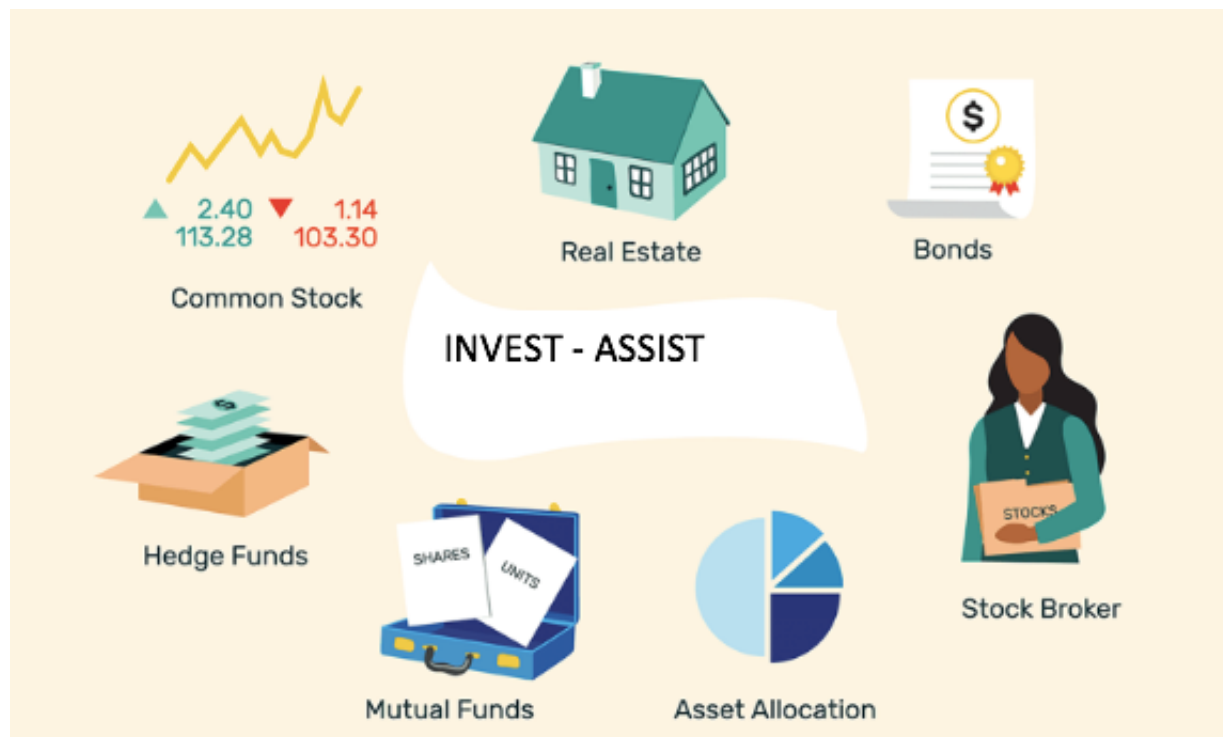 2.40 1.14
113.28 103.30
Common Stock
Real Estate
$
Bonds
INVEST - ASSIST
$
Hedge Funds
SHARES
UNITS
Mutual Funds
Asset Allocation
STOCKS
Stock Broker